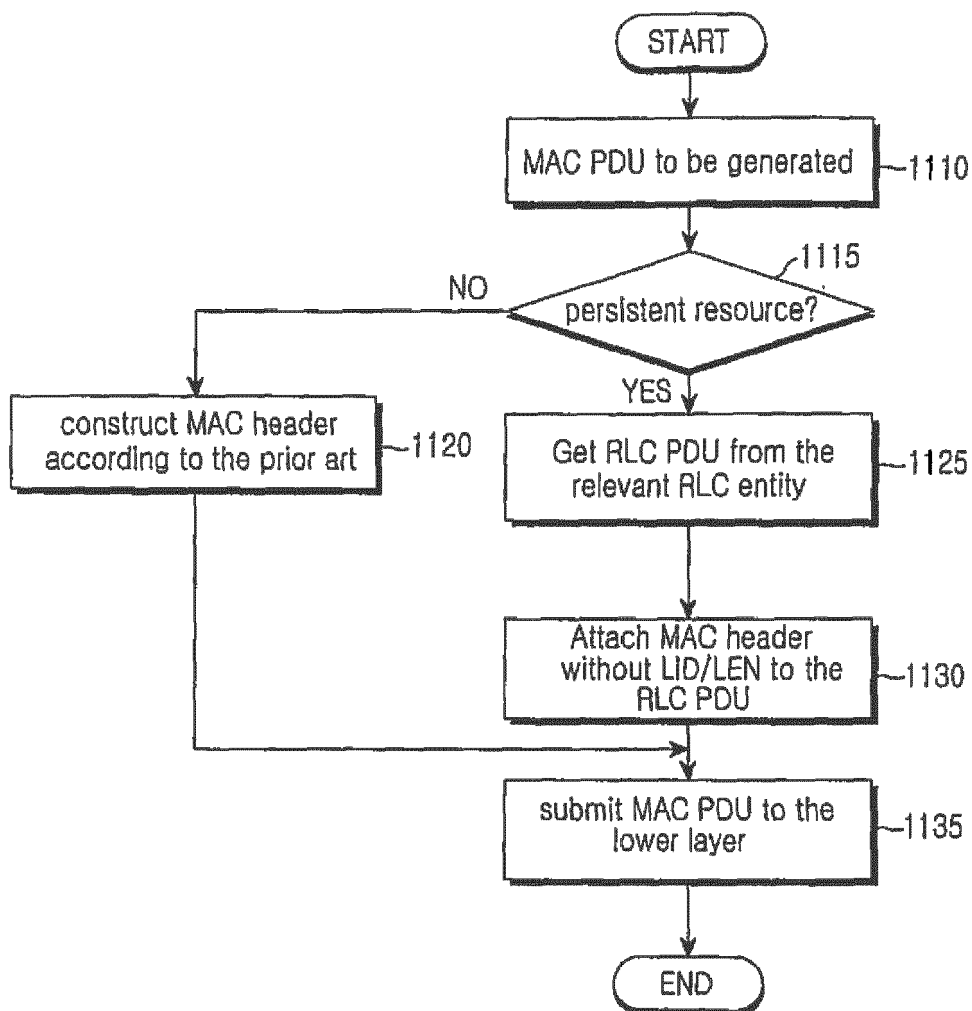 START
MAC PDU to be generated
1110
1115
persistent resource?
NO
YES
construct MAC header
according to the prior art
1120
Get RLC PDU from the
relevant RLC entity
1125
Attach MAC header
without LID/LEN to the
RLC PDU
1130
submit MAC PDU to the
lower layer
1135
END